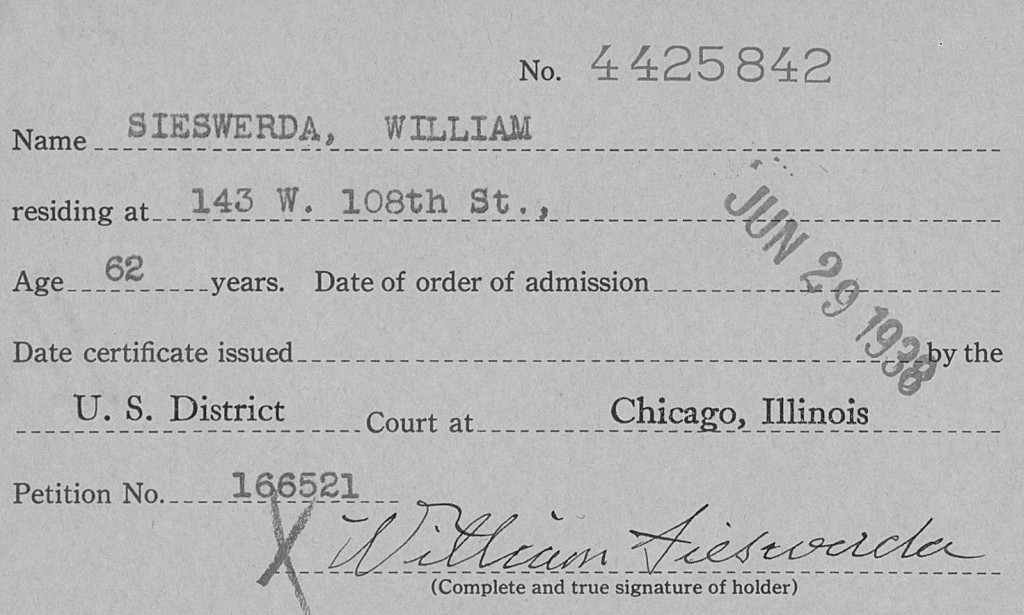 No. 4425842
Name SIESWERDA, WILLIAM
residing at 143 W. 108th St.,
Age 62 years. Date of order of admission
JUN 29 1938
Date certificate issued by the
U. S. District Court at Chicago, Illinois
Petition No. 166521
X William Sieswerda
(Complete and true signature of holder)